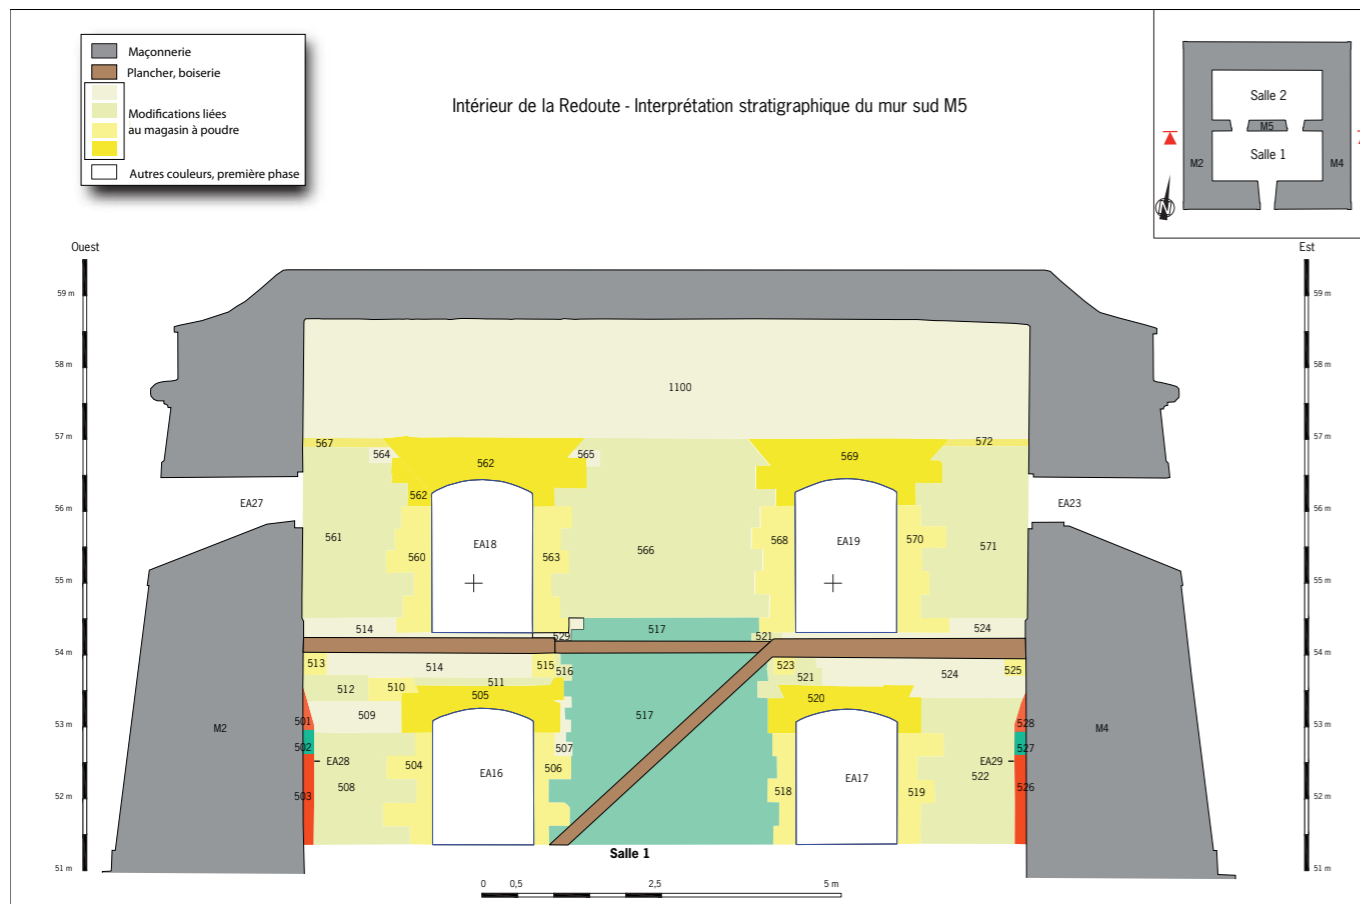 Maçonnerie
Plancher, boiserie
Modifications liées
au magasin à poudre
Autres couleurs, première phase
Intérieur de la Redoute - Interprétation stratigraphique du mur sud M5
Salle 2
M5
Salle 1
M2
M4
N
Ouest
Est
59 m
59 m
58 m
58 m
1100
57 m
567
572
57 m
564
562
565
569
562
EA27
EA23
56 m
56 m
561
560
EA18
563
566
568
EA19
570
571
55 m
55 m
514
529
517
521
524
54 m
54 m
513
514
515
516
523
521
524
525
512
510
511
505
520
509
517
53 m
53 m
M2
501
528
M4
502
507
527
EA28
504
EA16
506
EA17
EA29
508
522
503
518
519
526
52 m
52 m
Salle 1
51 m
51 m
0 0,5 2,5 5 m